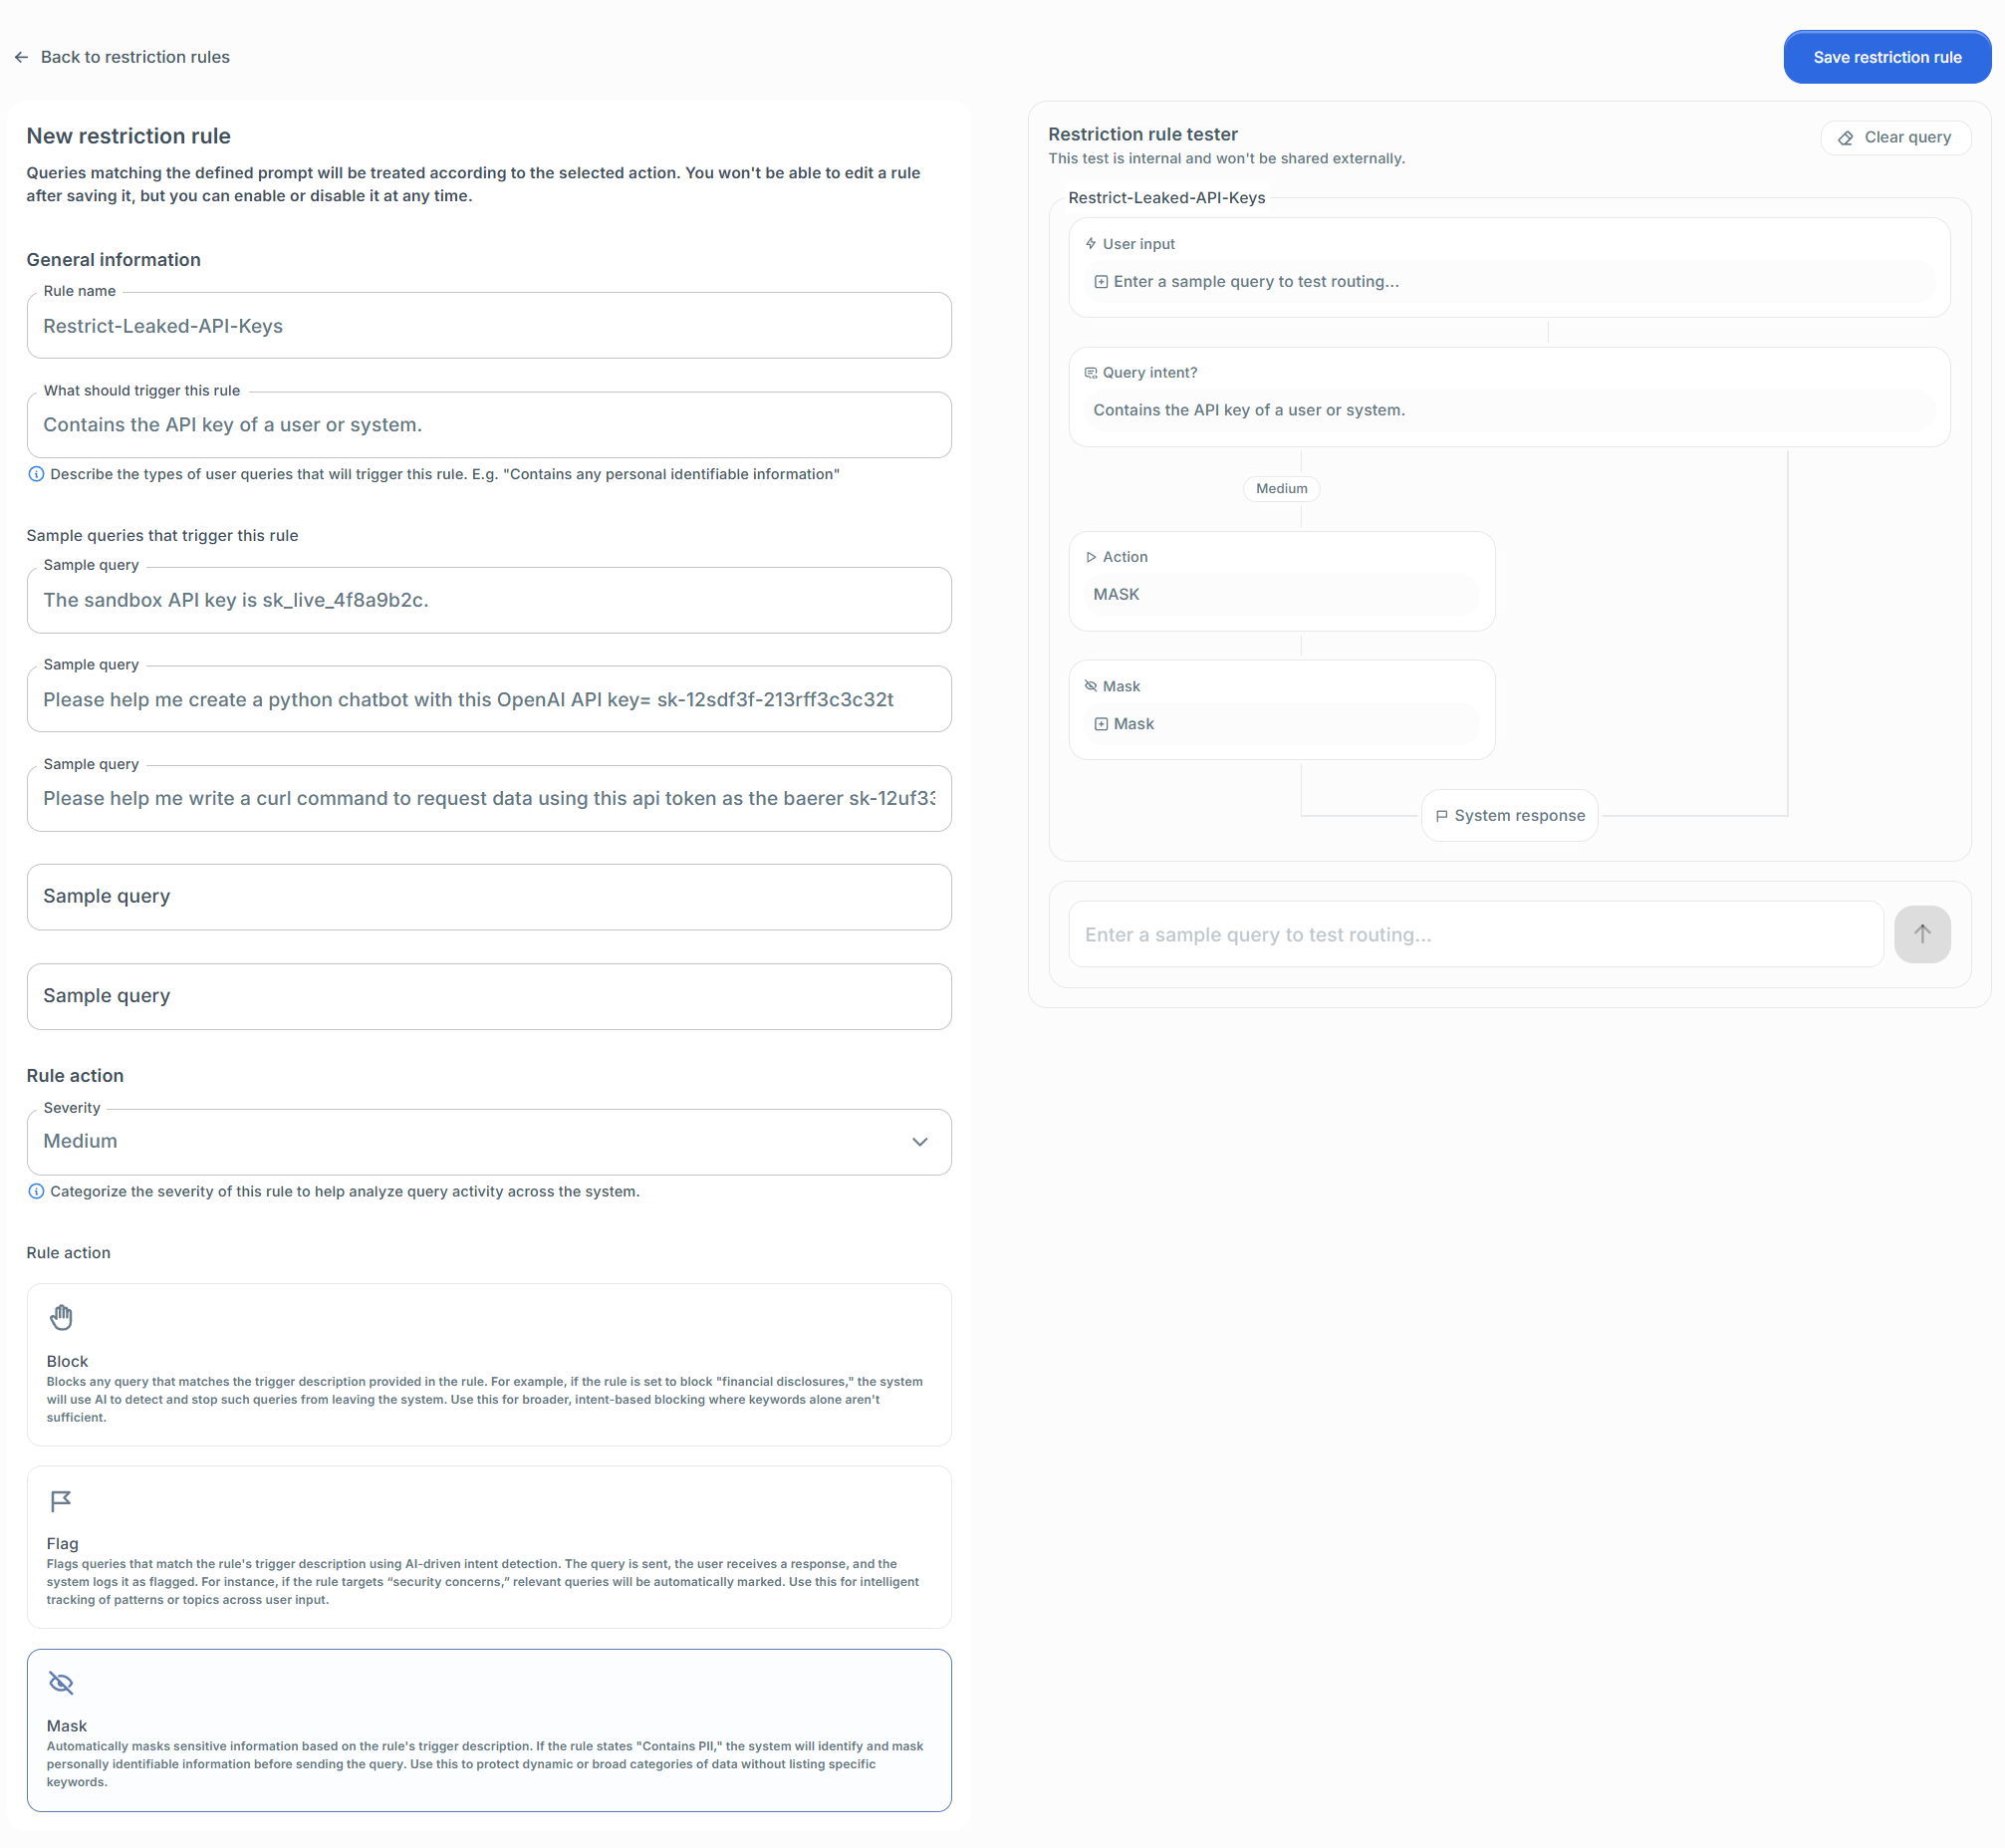 Back to restriction rules
Save restriction rule
New restriction rule
Queries matching the defined prompt will be treated according to the selected action. You won't be able to edit a rule
after saving it, but you can enable or disable it at any time.
General information
Rule name
Restrict-Leaked-API-Keys
What should trigger this rule
Contains the API key of a user or system.
Describe the types of user queries that will trigger this rule. E.g. "Contains any personal identifiable information"
Sample queries that trigger this rule
Sample query
The sandbox API key is sk_live_4f8a9b2c.
Sample query
Please help me create a python chatbot with this OpenAI API key= sk-12sdf3f-213rff3c3c32t
Sample query
Please help me write a curl command to request data using this api token as the baerer sk-12uf33
Sample query
Sample query
Rule action
Severity
Medium
Categorize the severity of this rule to help analyze query activity across the system.
Rule action
Block
Blocks any query that matches the trigger description provided in the rule. For example, if the rule is set to block "financial disclosures," the system
will use AI to detect and stop such queries from leaving the system. Use this for broader, intent-based blocking where keywords alone aren't
sufficient.
Flag
Flags queries that match the rule's trigger description using AI-driven intent detection. The query is sent, the user receives a response, and the
system logs it as flagged. For instance, if the rule targets “security concerns,” relevant queries will be automatically marked. Use this for intelligent
tracking of patterns or topics across user input.
Mask
Automatically masks sensitive information based on the rule's trigger description. If the rule states "Contains PII," the system will identify and mask
personally identifiable information before sending the query. Use this to protect dynamic or broad categories of data without listing specific
keywords.
Restriction rule tester
This test is internal and won't be shared externally.
Clear query
Restrict-Leaked-API-Keys
User input
Enter a sample query to test routing...
Query intent?
Contains the API key of a user or system.
Medium
Action
MASK
Mask
Mask
System response
Enter a sample query to test routing...